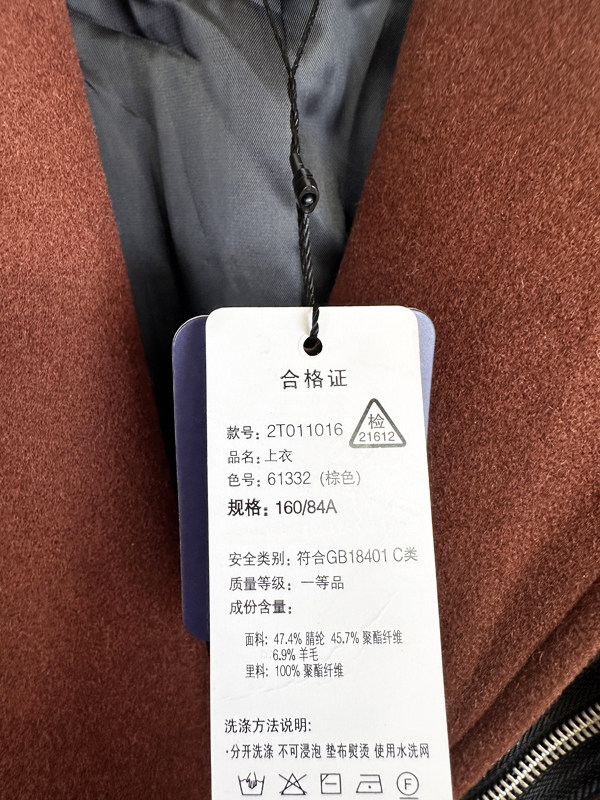 合格证
款号: 2T011016
检
21612
品名: 上衣
色号: 61332 (棕色)
规格: 160/84A
安全类别: 符合GB18401 C类
质量等级: 一等品
成份含量:
面料: 47.4% 腈纶 45.7% 聚酯纤维
6.9% 羊毛
里料: 100% 聚酯纤维
洗涤方法说明:
·分开洗涤 不可浸泡 垫布熨烫 使用水洗网
F